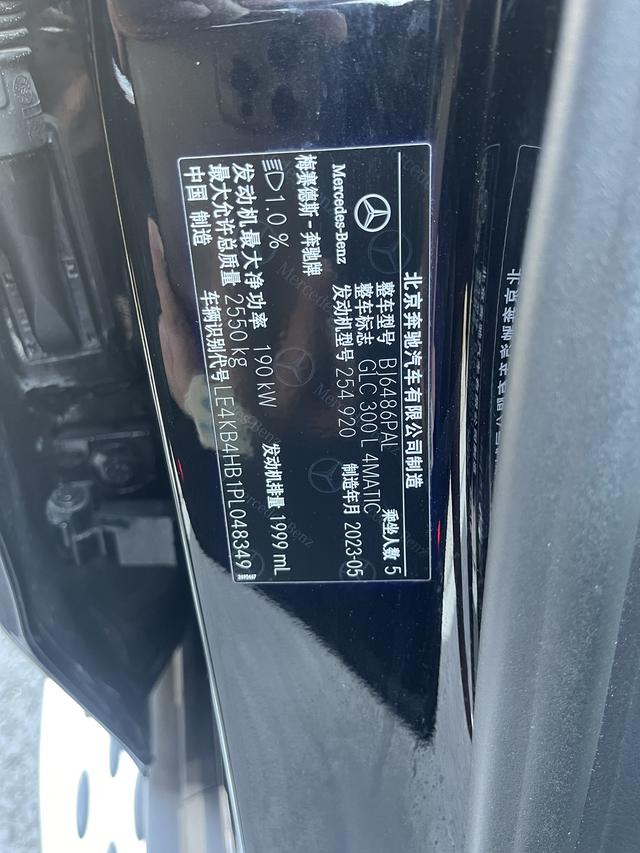 北京奔驰汽车有限公司制造
Mercedes-Benz
整车型号 BJ6486PAL
整车标志 GLC 300 L 4MATIC 乘坐人数 5
发动机型号 254 920 制造年月 2023-05
梅赛德斯-奔驰牌
1.0 %
发动机最大净功率 190 kW 发动机排量 1999 mL
最大允许总质量 2550 kg
中国 制造 车辆识别代号 LE4KB4HB1PL048349